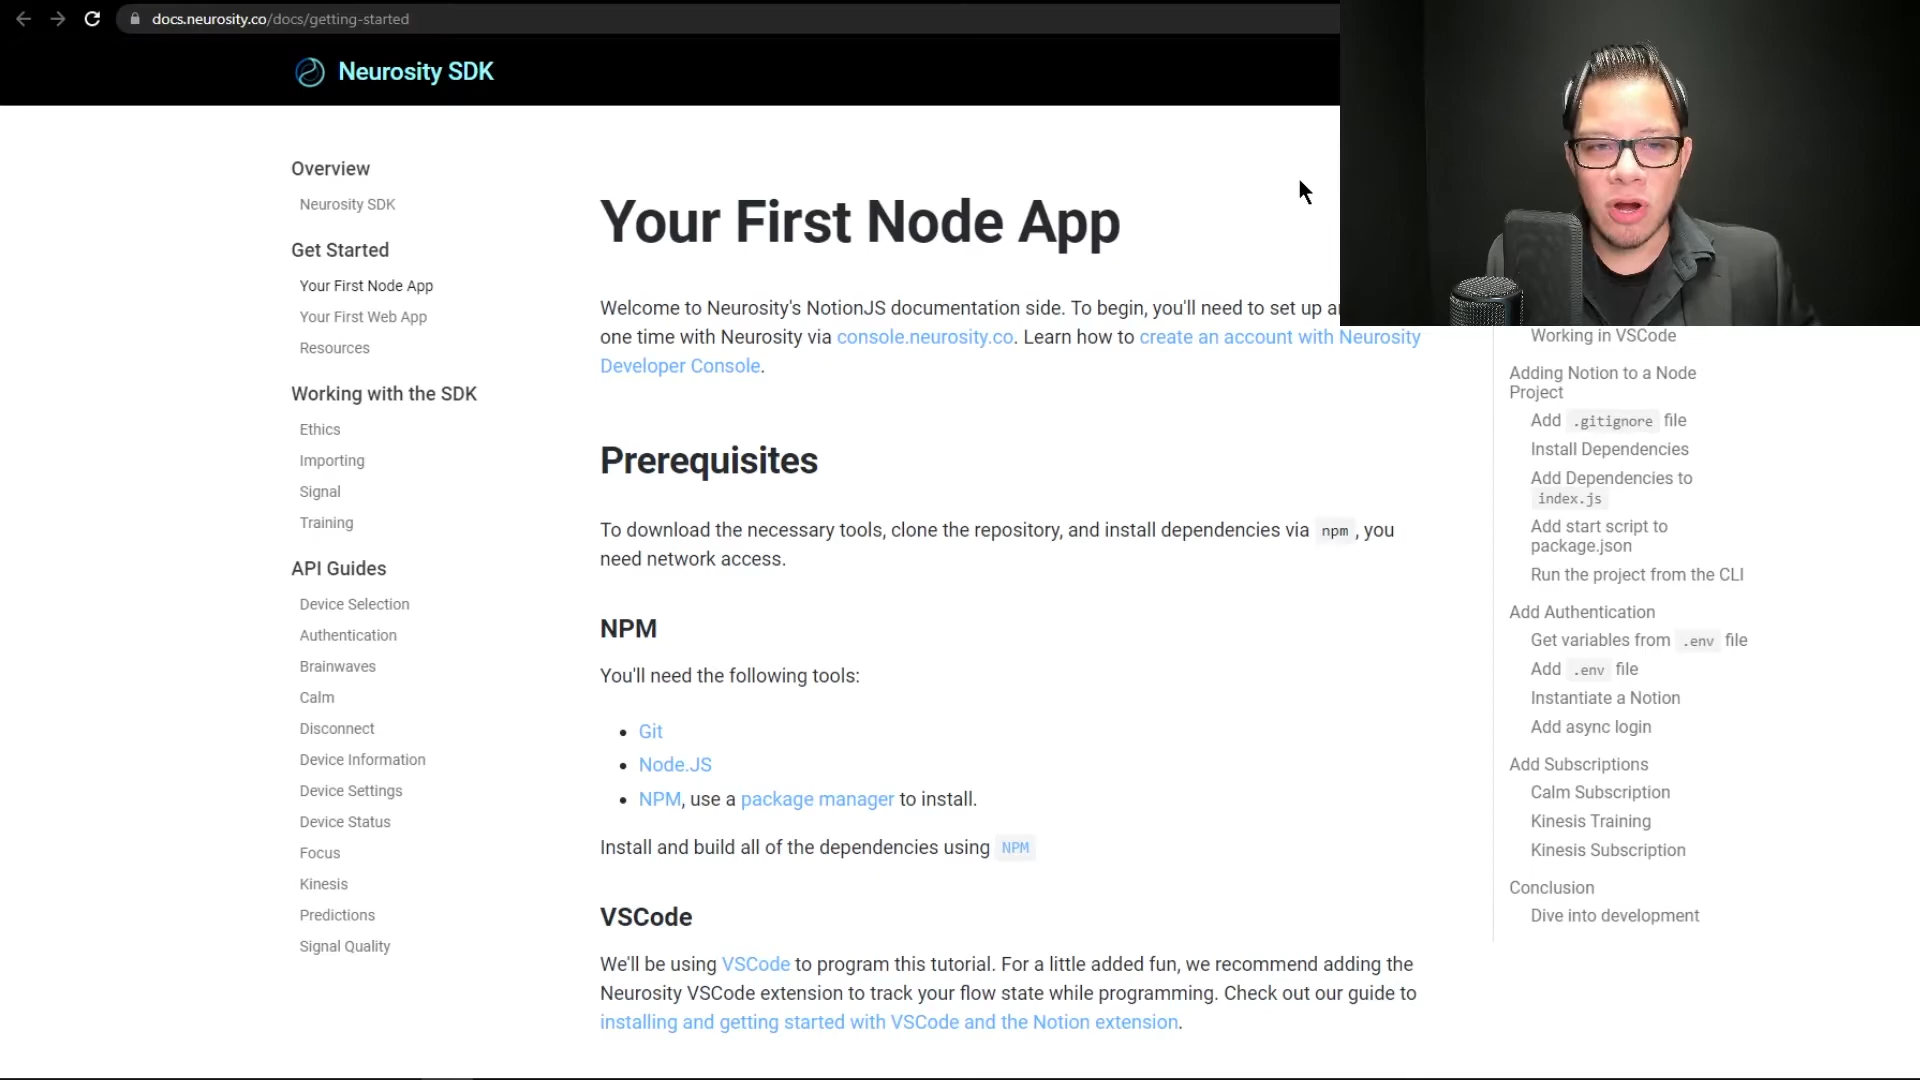 docs.neurosity.co/docs/getting-started
Neurosity SDK
Overview
Neurosity SDK
Get Started
Your First Node App
Your First Web App
Resources
Working with the SDK
Ethics
Importing
Signal
Training
API Guides
Device Selection
Authentication
Brainwaves
Calm
Disconnect
Device Information
Device Settings
Device Status
Focus
Kinesis
Predictions
Signal Quality
Your First Node App
Welcome to Neurosity's NotionJS documentation side. To begin, you'll need to set up
one time with Neurosity via console.neurosity.co. Learn how to create an account with Neurosity
Developer Console.
Prerequisites
To download the necessary tools, clone the repository, and install dependencies via npm, you
need network access.
NPM
You'll need the following tools:
• Git
• Node.JS
• NPM, use a package manager to install.
Install and build all of the dependencies using NPM
VSCode
We'll be using VSCode to program this tutorial. For a little added fun, we recommend adding the
Neurosity VSCode extension to track your flow state while programming. Check out our guide to
installing and getting started with VSCode and the Notion extension.
Working in VSCode
Adding Notion to a Node
Project
Add .gitignore file
Install Dependencies
Add Dependencies to
index.js
Add start script to
package.json
Run the project from the CLI
Add Authentication
Get variables from .env file
Add .env file
Instantiate a Notion
Add async login
Add Subscriptions
Calm Subscription
Kinesis Training
Kinesis Subscription
Conclusion
Dive into development